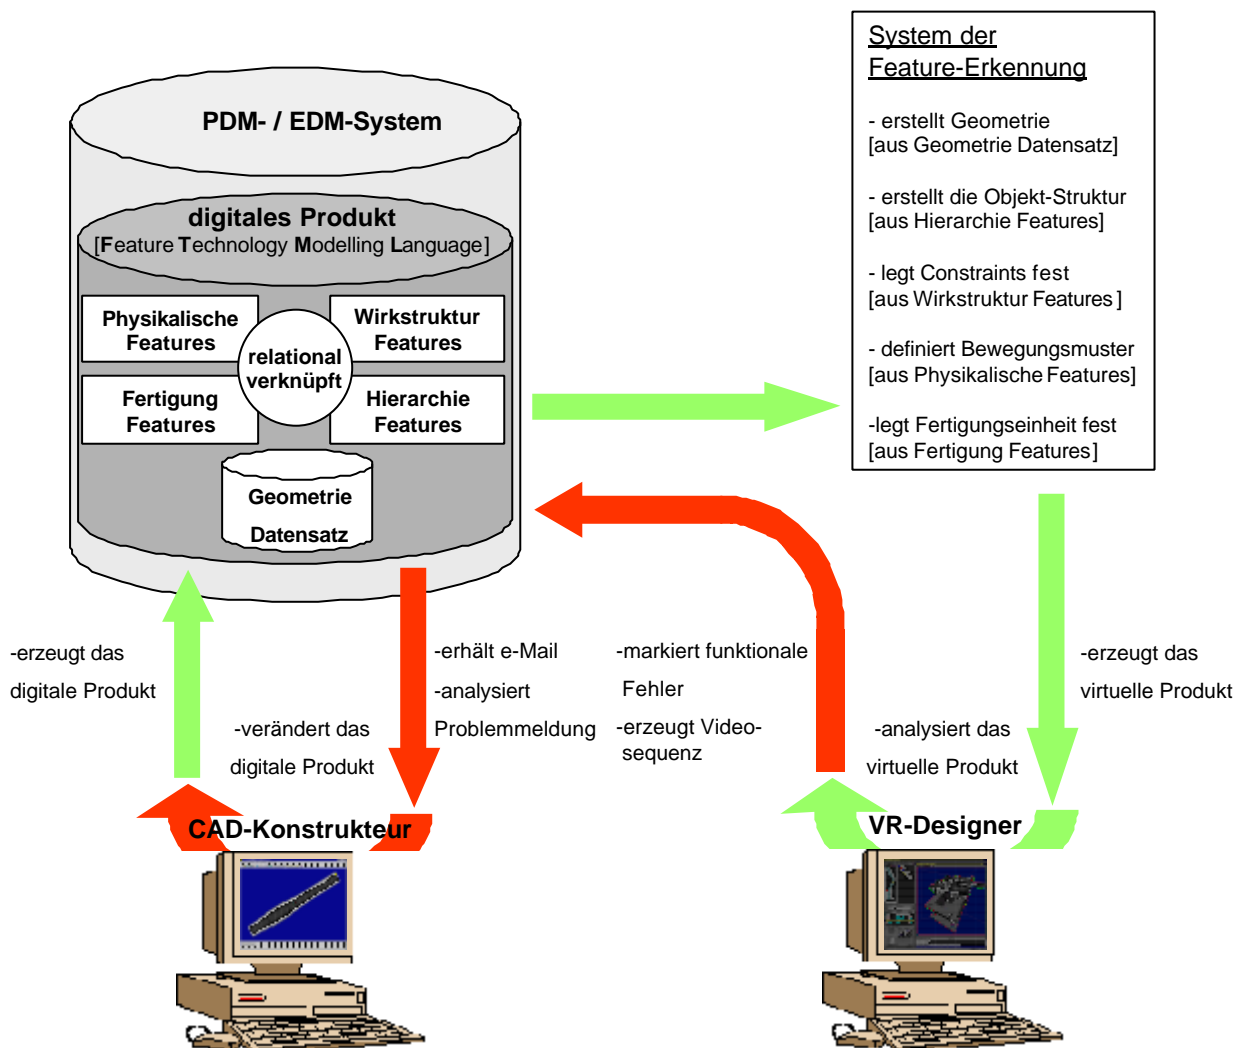 PDM- / EDM-System
digitales Produkt
[Feature Technology Modelling Language]
Physikalische
Features
Wirkstruktur
Features
relational
verknüpft
Fertigung
Features
Hierarchie
Features
Geometrie
Datensatz
System der
Feature-Erkennung
- erstellt Geometrie
[aus Geometrie Datensatz]
- erstellt die Objekt-Struktur
[aus Hierarchie Features]
- legt Constraints fest
[aus Wirkstruktur Features]
- definiert Bewegungsmuster
[aus Physikalische Features]
-legt Fertigungseinheit fest
[aus Fertigung Features]
-erzeugt das
digitale Produkt
-verändert das
digitale Produkt
-erhält e-Mail
-analysiert
Problemmeldung
-markiert funktionale
Fehler
-erzeugt Video-
sequenz
-analysiert das
virtuelle Produkt
-erzeugt das
virtuelle Produkt
CAD-Konstrukteur
VR-Designer